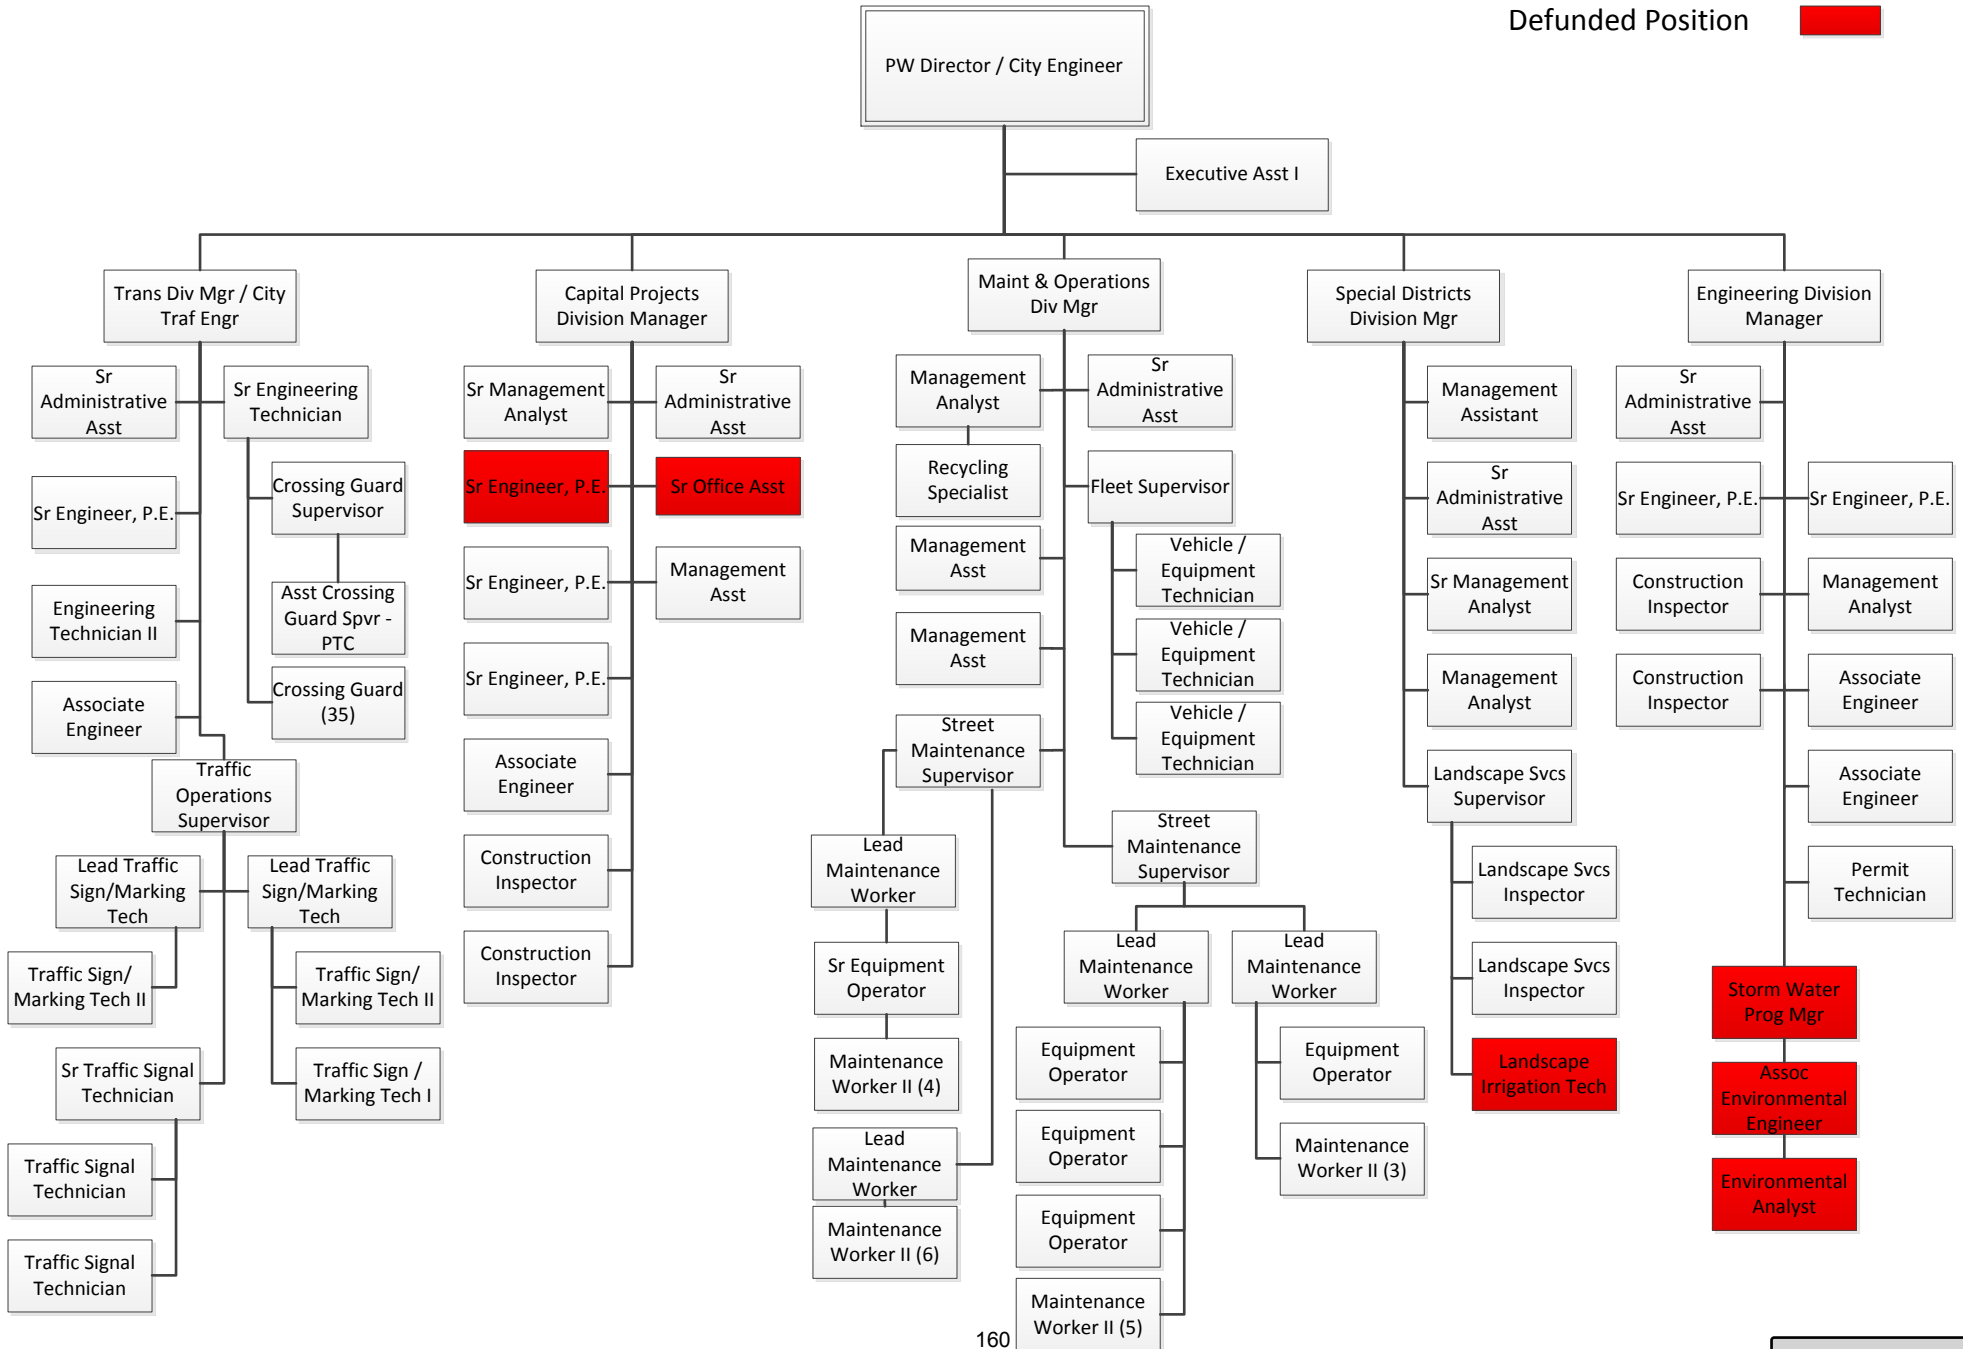 Defunded Position
PW Director / City Engineer
Executive Asst I
Trans Div Mgr / City
Traf Engr
Sr
Administrative
Asst
Sr Engineering
Technician
Crossing Guard
Supervisor
Asst Crossing
Guard Spvr -
PTC
Crossing Guard
(35)
Sr Engineer, P.E.
Engineering
Technician II
Associate
Engineer
Traffic
Operations
Supervisor
Lead Traffic
Sign/Marking
Tech
Lead Traffic
Sign/Marking
Tech
Traffic Sign/
Marking Tech II
Traffic Sign/
Marking Tech II
Traffic Sign /
Marking Tech I
Sr Traffic Signal
Technician
Traffic Signal
Technician
Traffic Signal
Technician
Capital Projects
Division Manager
Sr Management
Analyst
Sr
Administrative
Asst
Sr Engineer, P.E.
Sr Office Asst
Sr Engineer, P.E.
Management
Asst
Sr Engineer, P.E.
Associate
Engineer
Construction
Inspector
Construction
Inspector
Maint & Operations
Div Mgr
Management
Analyst
Sr
Administrative
Asst
Recycling
Specialist
Fleet Supervisor
Management
Asst
Vehicle /
Equipment
Technician
Management
Asst
Vehicle /
Equipment
Technician
Vehicle /
Equipment
Technician
Street
Maintenance
Supervisor
Lead
Maintenance
Worker
Sr Equipment
Operator
Maintenance
Worker II (4)
Lead
Maintenance
Worker
Maintenance
Worker II (6)
Street
Maintenance
Supervisor
Lead
Maintenance
Worker
Lead
Maintenance
Worker
Equipment
Operator
Equipment
Operator
Equipment
Operator
Maintenance
Worker II (5)
Equipment
Operator
Maintenance
Worker II (3)
Special Districts
Division Mgr
Management
Assistant
Sr
Administrative
Asst
Sr Management
Analyst
Management
Analyst
Landscape Svcs
Supervisor
Landscape Svcs
Inspector
Landscape Svcs
Inspector
Landscape
Irrigation Tech
Engineering Division
Manager
Sr
Administrative
Asst
Sr Engineer, P.E.
Sr Engineer, P.E.
Construction
Inspector
Management
Analyst
Construction
Inspector
Associate
Engineer
Associate
Engineer
Permit
Technician
Storm Water
Prog Mgr
Assoc
Environmental
Engineer
Environmental
Analyst
160